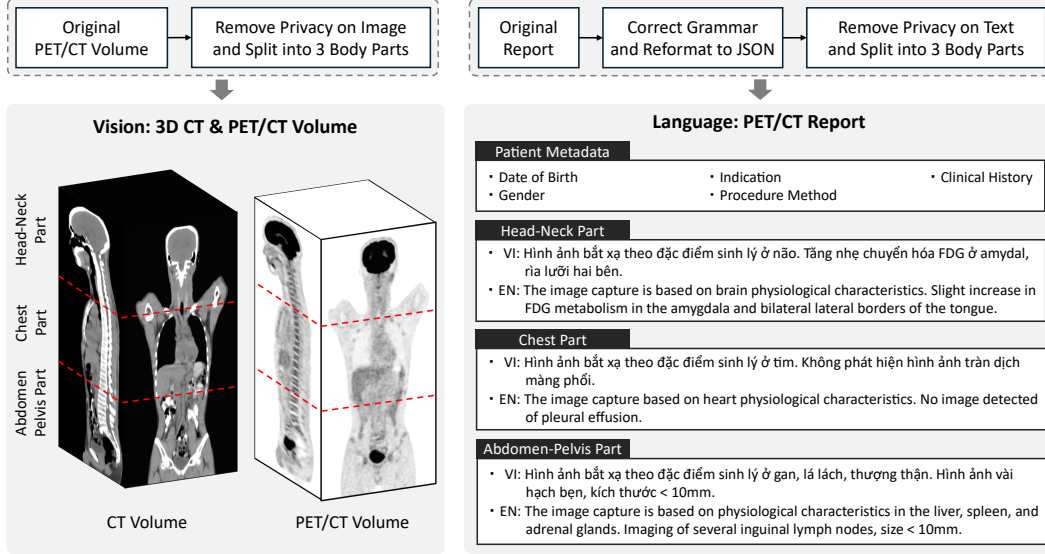 Original
PET/CT Volume
Remove Privacy on Image
and Split into 3 Body Parts
Original
Report
Correct Grammar
and Reformat to JSON
Remove Privacy on Text
and Split into 3 Body Parts
Vision: 3D CT & PET/CT Volume
Head-Neck
Part
Chest
Part
Abdomen
Pelvis Part
CT Volume
PET/CT Volume
Language: PET/CT Report
Patient Metadata
· Date of Birth
· Indication
· Clinical History
· Gender
· Procedure Method
Head-Neck Part
· VI: Hình ảnh bắt xạ theo đặc điểm sinh lý ở não. Tăng nhẹ chuyển hóa FDG ở amydal,
rìa lưỡi hai bên.
· EN: The image capture is based on brain physiological characteristics. Slight increase in
FDG metabolism in the amygdala and bilateral lateral borders of the tongue.
Chest Part
· VI: Hình ảnh bắt xạ theo đặc điểm sinh lý ở tim. Không phát hiện hình ảnh tràn dịch
màng phổi.
· EN: The image capture based on heart physiological characteristics. No image detected
of pleural effusion.
Abdomen-Pelvis Part
· VI: Hình ảnh bắt xạ theo đặc điểm sinh lý ở gan, lá lách, thượng thận. Hình ảnh vài
hạch bẹn, kích thước < 10mm.
· EN: The image capture is based on physiological characteristics in the liver, spleen, and
adrenal glands. Imaging of several inguinal lymph nodes, size < 10mm.